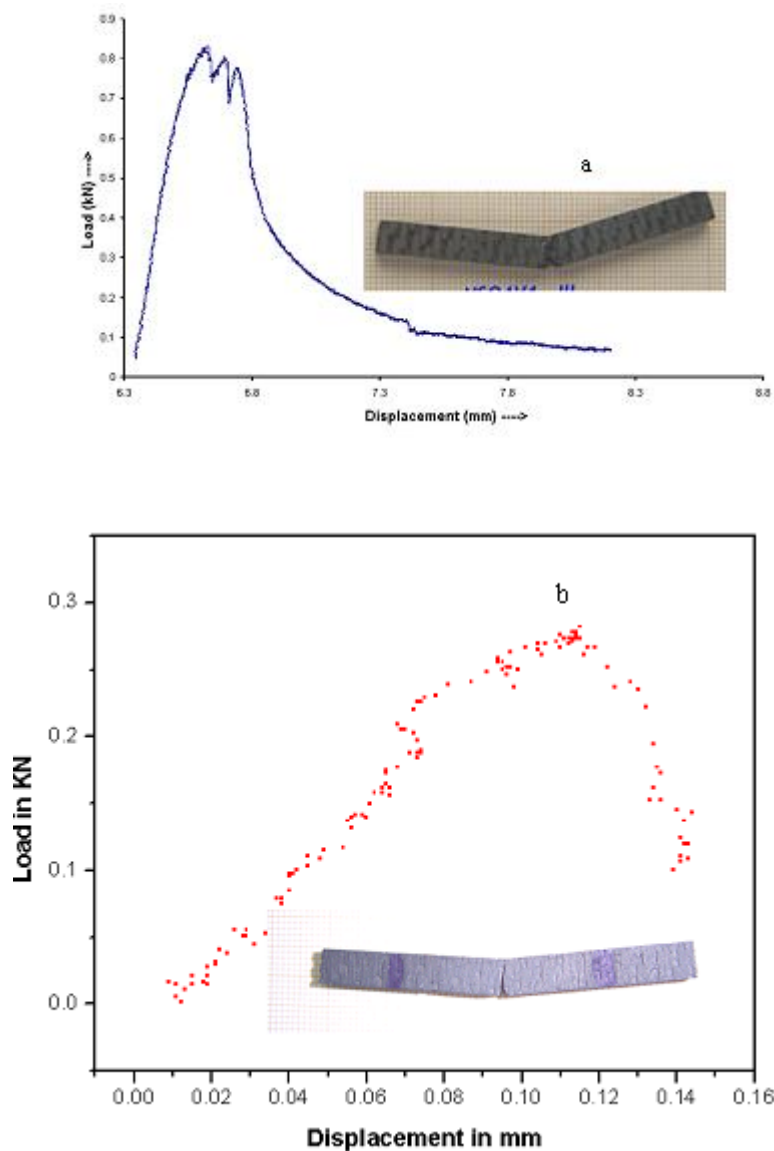 0.9
0.8
0.7
0.6
0.5
0.4
0.3
0.2
0.1
0
Load (kN) ---->
a
6.3 6.8 7.3 7.8 8.3 8.8
Displacement (mm) ---->
b
0.3
0.2
0.1
0.0
Load in KN
0.00 0.02 0.04 0.06 0.08 0.10 0.12 0.14 0.16
Displacement in mm